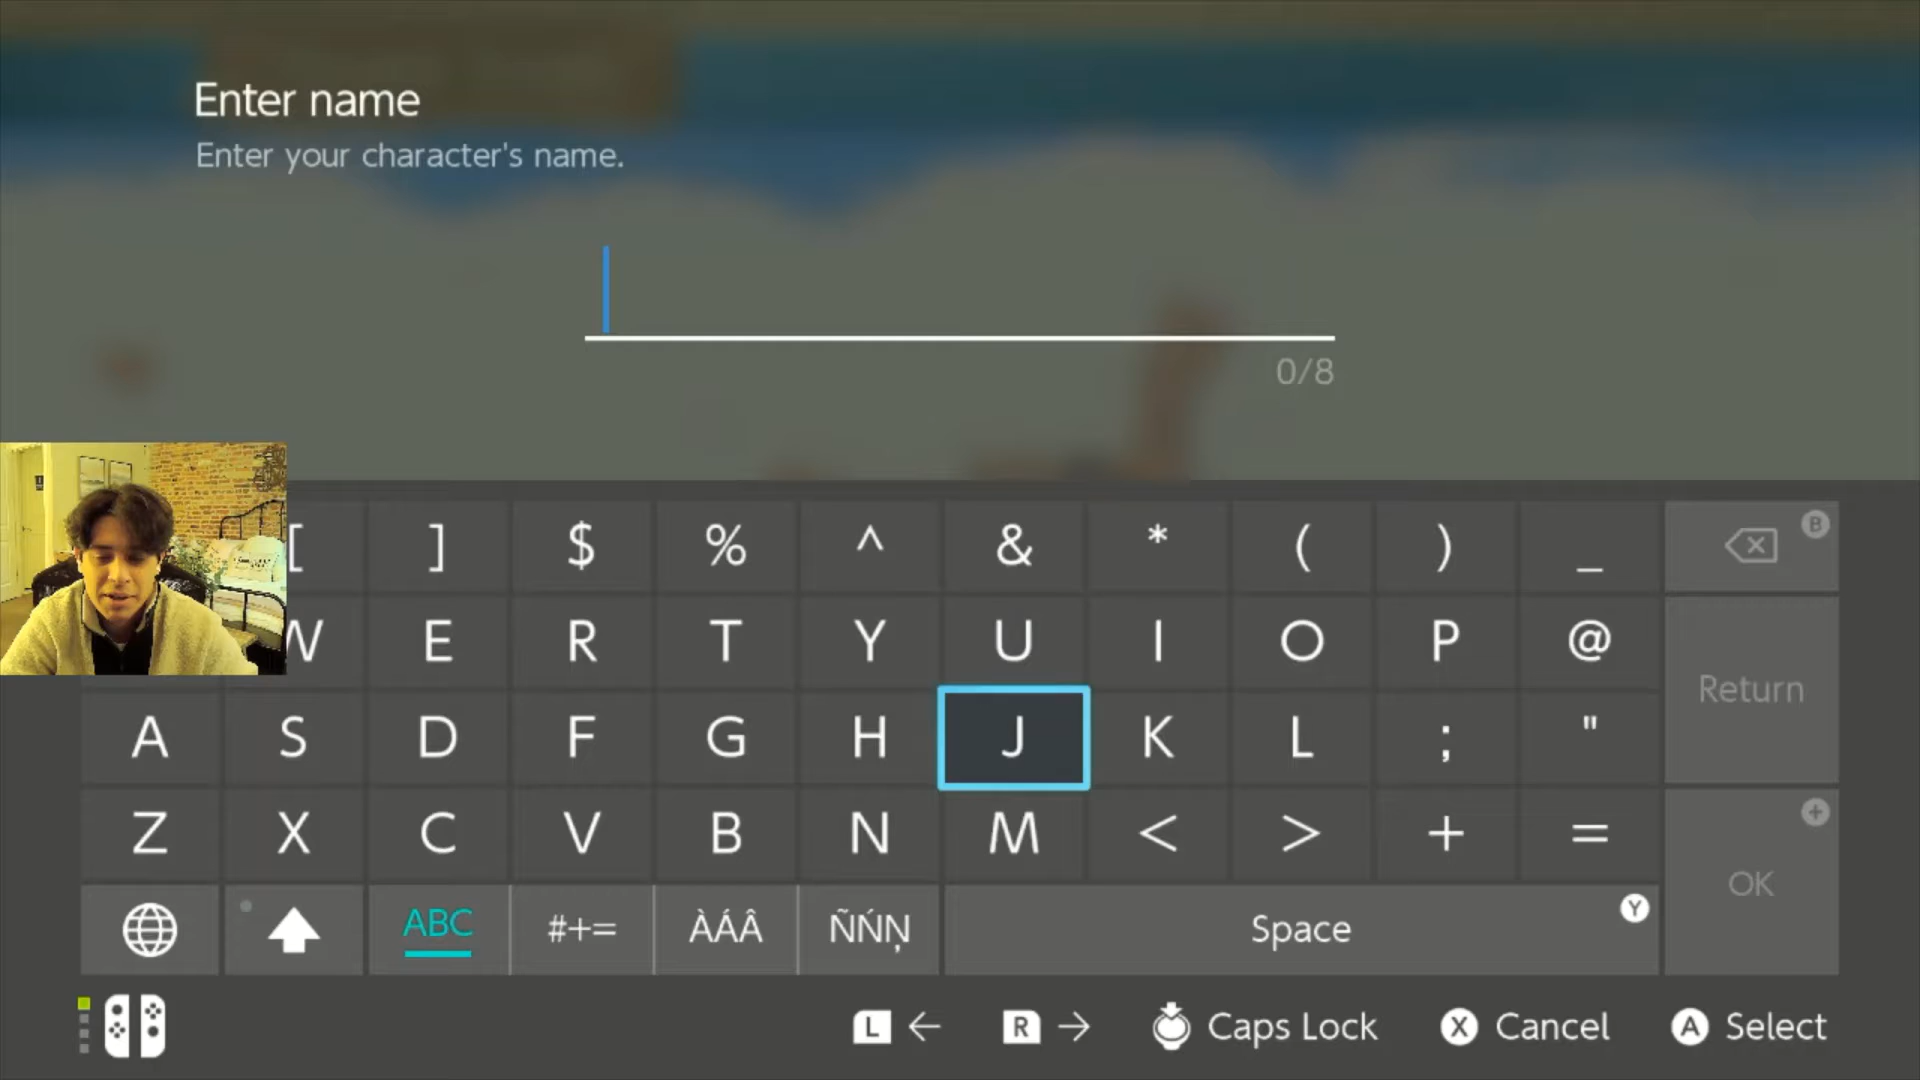 Enter name
Enter your character's name.
0/8
[ ] $ % ^ & * ( ) _ B
W E R T Y U I O P @ Return
A S D F G H J K L ; "
Z X C V B N M < > + = + OK
ABC #+= ÀÁÂ ÑŃŅ Space Y
L ← R → Caps Lock X Cancel A Select